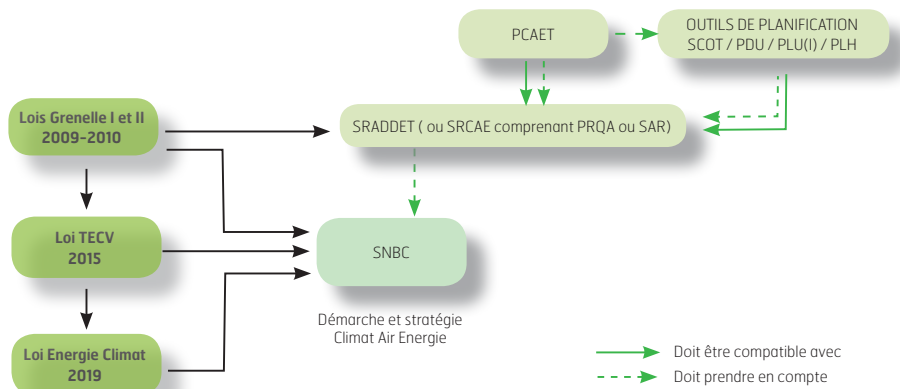 PCAET
OUTILS DE PLANIFICATION
SCOT / PDU / PLU(I) / PLH
Lois Grenelle I et II
2009-2010
SRADDET ( ou SRCAE comprenant PRQA ou SAR)
Loi TECV
2015
SNBC
Démarche et stratégie
Climat Air Energie
Loi Energie Climat
2019
Doit être compatible avec
Doit prendre en compte